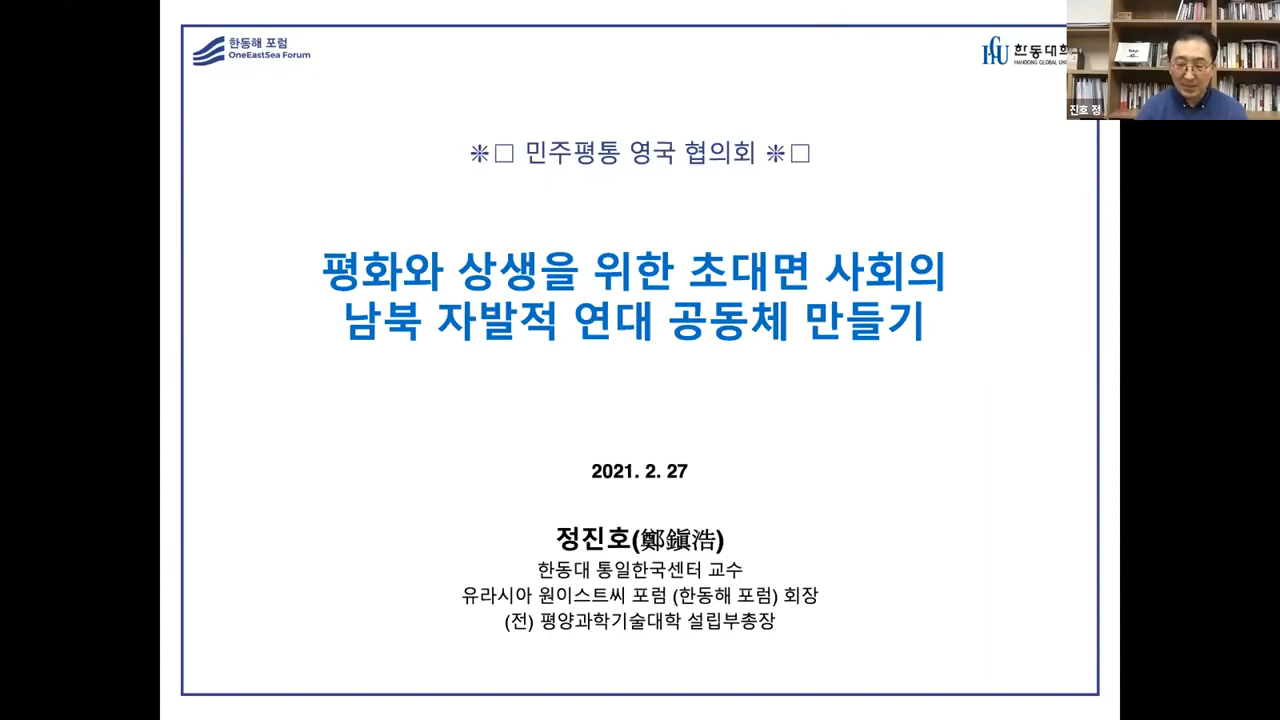 한동해 포럼
OneEastSea Forum
HGU 한동대학
HANDONG GLOBAL UNI
진호 정
❈□ 민주평통 영국 협의회 ❈□
평화와 상생을 위한 초대면 사회의
남북 자발적 연대 공동체 만들기
2021. 2. 27
정진호(鄭鎭浩)
한동대 통일한국센터 교수
유라시아 원이스트씨 포럼 (한동해 포럼) 회장
(전) 평양과학기술대학 설립부총장